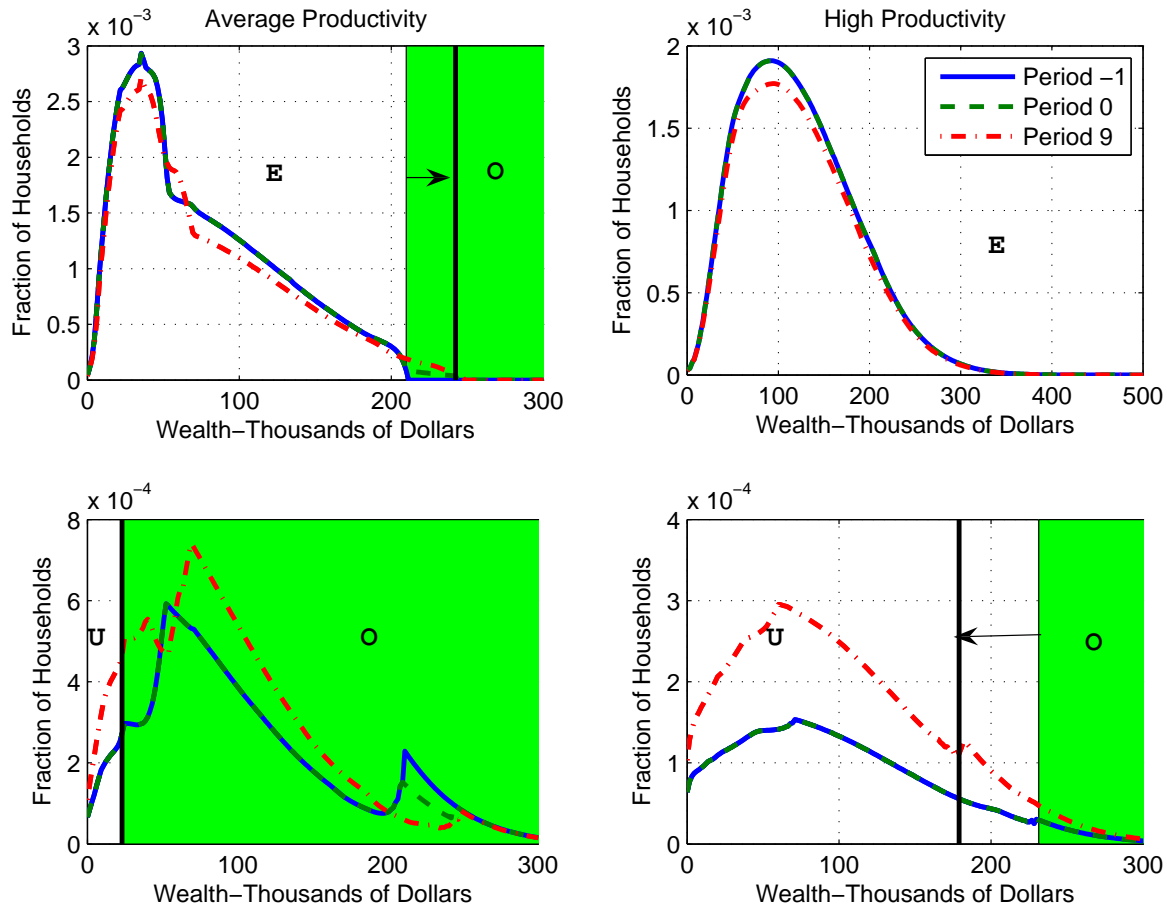 Average Productivity
High Productivity
x 10⁻³
3
2.5
2
1.5
1
0.5
0
0 100 200 300
Fraction of Households
Wealth−Thousands of Dollars
E
O
x 10⁻³
2
1.5
1
0.5
0
0 100 200 300 400 500
Fraction of Households
Wealth−Thousands of Dollars
Period -1
Period 0
Period 9
E
x 10⁻⁴
8
6
4
2
0
0 100 200 300
Fraction of Households
Wealth−Thousands of Dollars
U
O
x 10⁻⁴
4
3
2
1
0
0 100 200 300
Fraction of Households
Wealth−Thousands of Dollars
U
O